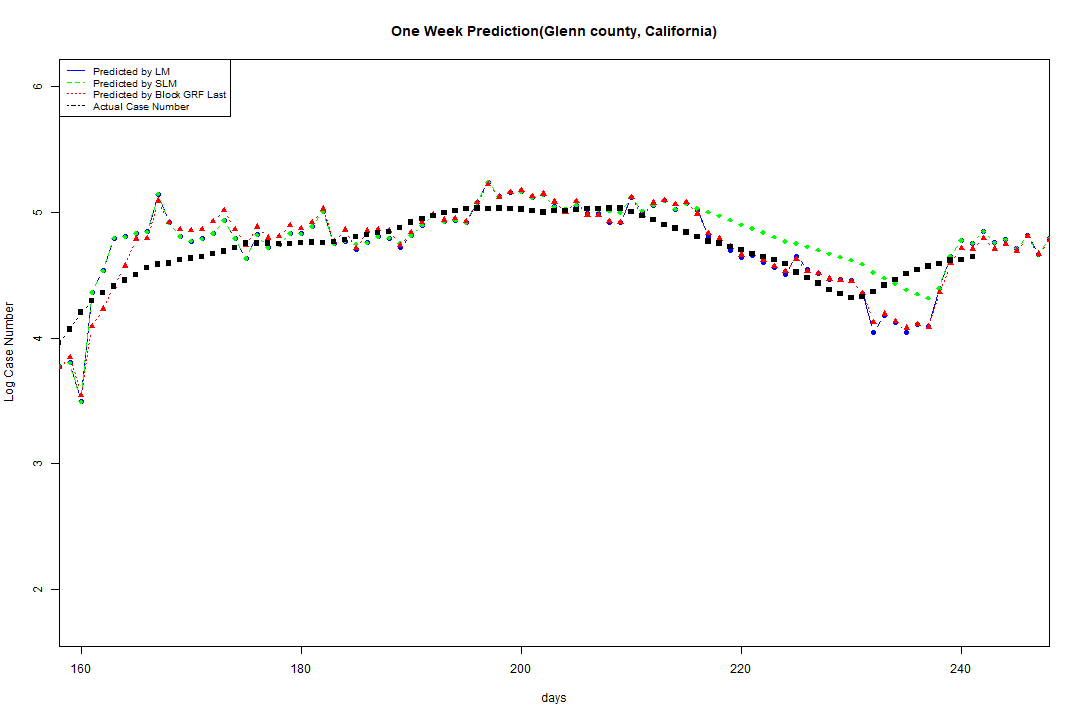 One Week Prediction(Glenn county, California)
Predicted by LM
Predicted by SLM
Predicted by Block GRF Last
Actual Case Number
6
5
4
3
2
Log Case Number
160 180 200 220 240
days